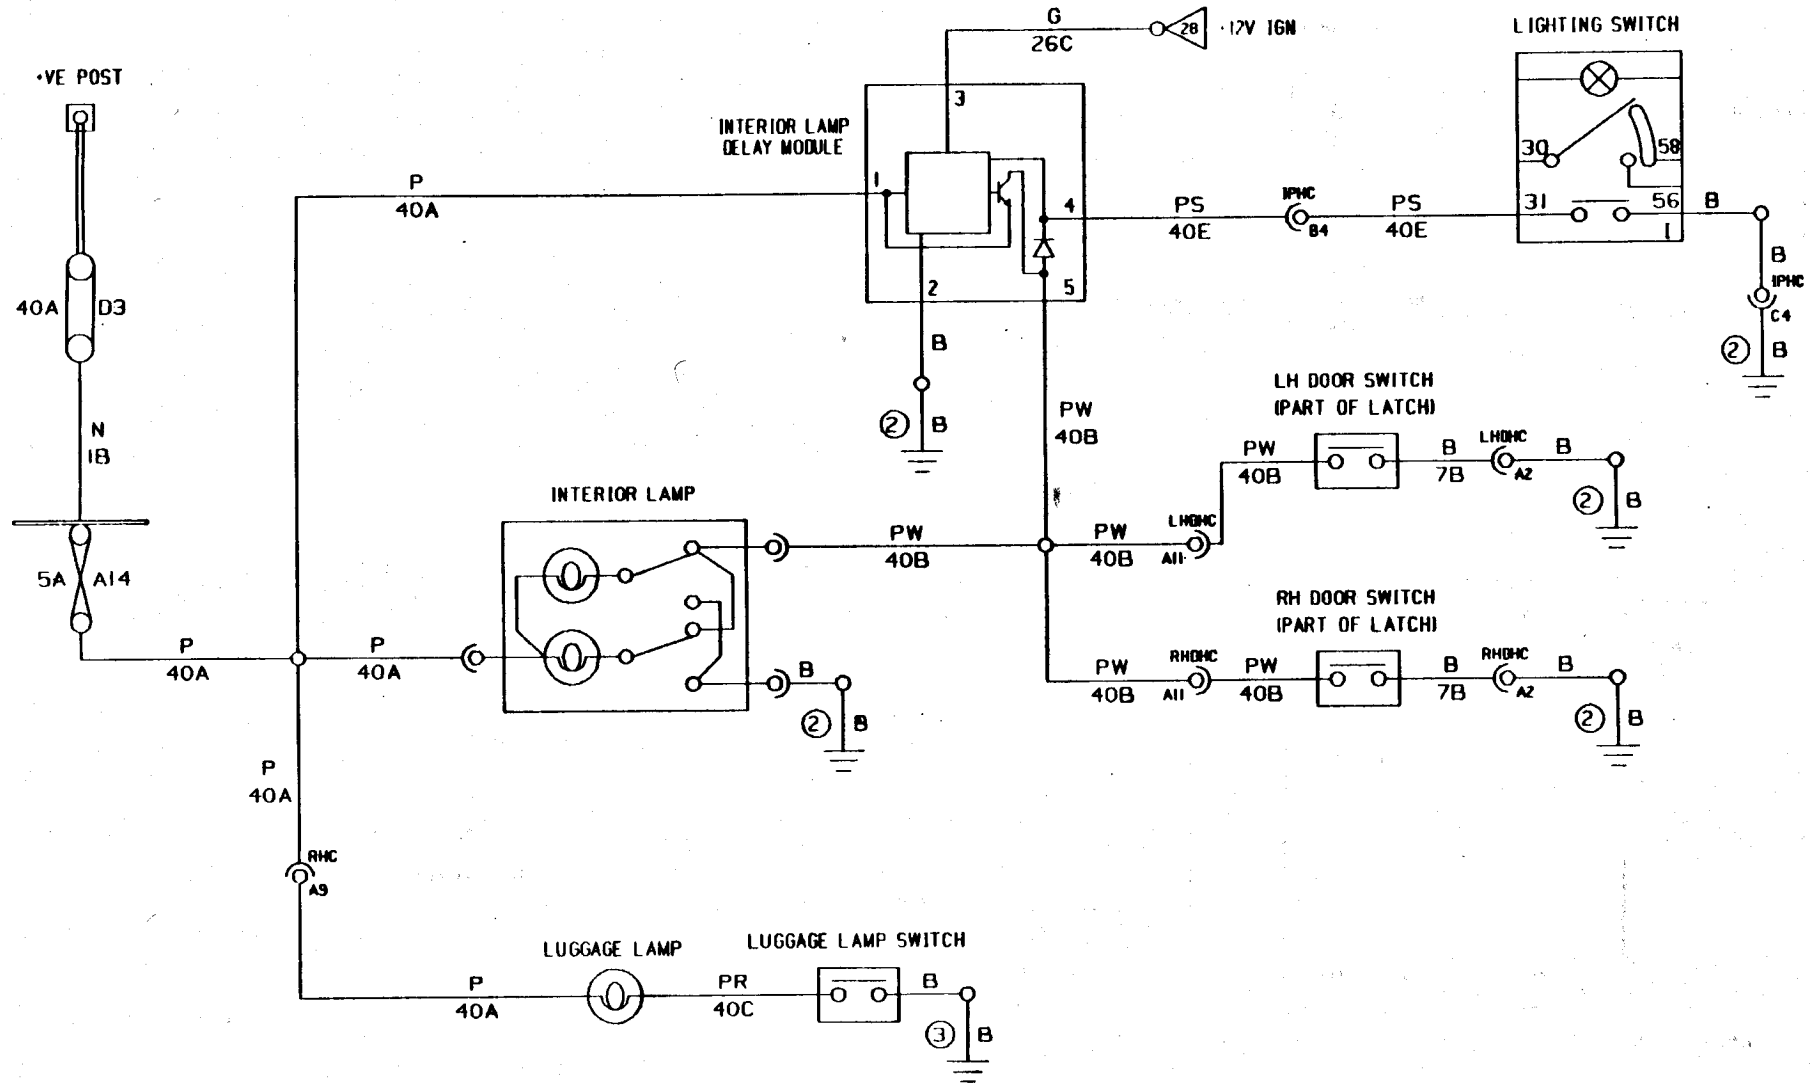 G
26C
28
+12V IGN
LIGHTING SWITCH
+VE POST
3
INTERIOR LAMP
DELAY MODULE
30
58
P
40A
1
4
PS
40E
IPHC
B4
PS
40E
31
56
1
B
B
IPHC
C4
2
B
40A
D3
2
5
B
2
B
PW
40B
LH DOOR SWITCH
(PART OF LATCH)
N
1B
PW
40B
B
7B
LHDHC
A2
B
2
B
INTERIOR LAMP
PW
40B
PW
40B
LHDHC
A11
5A
A14
RH DOOR SWITCH
(PART OF LATCH)
P
40A
P
40A
B
2
B
PW
40B
RHDHC
A11
PW
40B
B
7B
RHDHC
A2
B
2
B
P
40A
RHC
A9
LUGGAGE LAMP
LUGGAGE LAMP SWITCH
P
40A
PR
40C
B
3
B